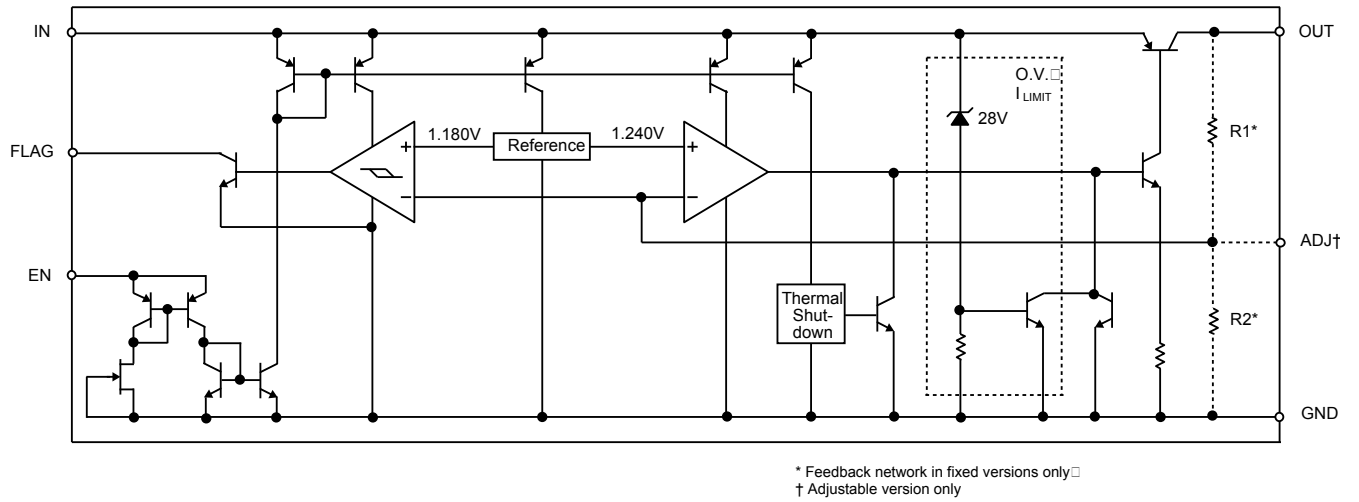 IN
OUT
O.V.
I LIMIT
28V
R1*
FLAG
1.180V
Reference
1.240V
+
+
−
−
ADJ†
EN
Thermal
Shut-
down
R2*
GND
* Feedback network in fixed versions only
† Adjustable version only